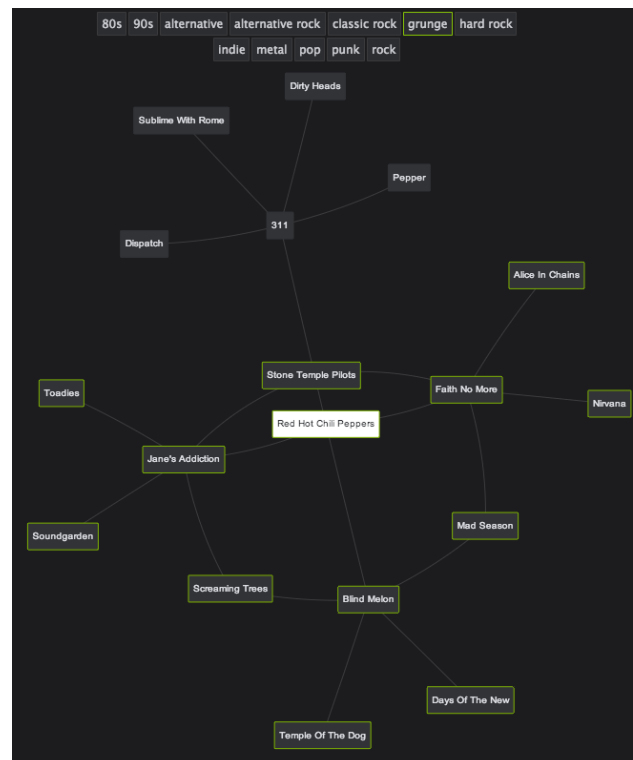 80s 90s alternative alternative rock classic rock grunge hard rock
indie metal pop punk rock
Dirty Heads
Sublime With Rome
Pepper
311
Dispatch
Alice In Chains
Stone Temple Pilots
Faith No More
Toadies
Nirvana
Red Hot Chili Peppers
Jane's Addiction
Mad Season
Soundgarden
Screaming Trees
Blind Melon
Days Of The New
Temple Of The Dog